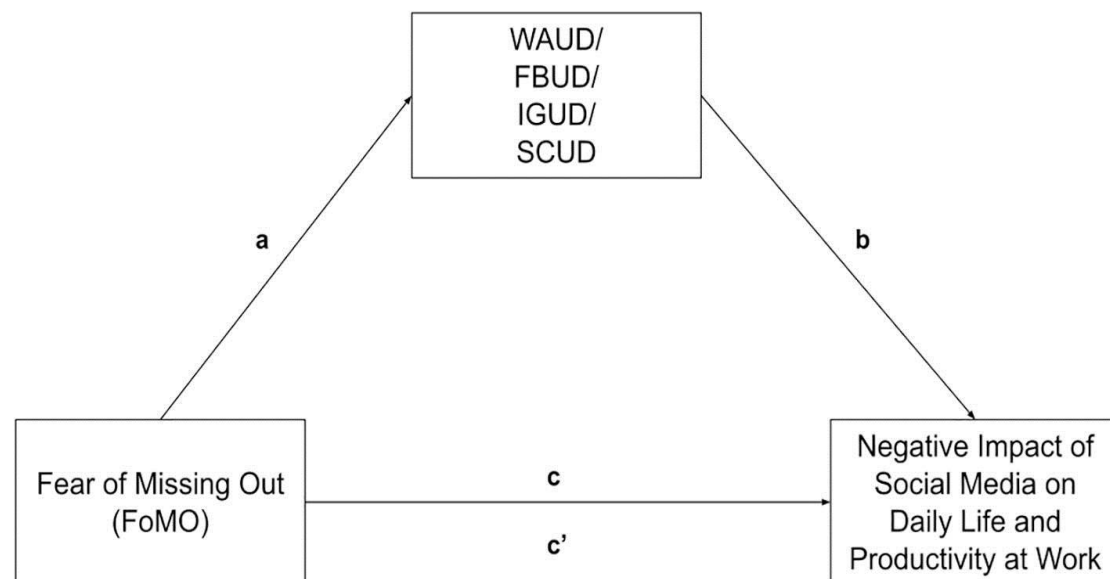 WAUD/
FBUD/
IGUD/
SCUD
a
b
Fear of Missing Out
(FoMO)
c
c’
Negative Impact of
Social Media on
Daily Life and
Productivity at Work